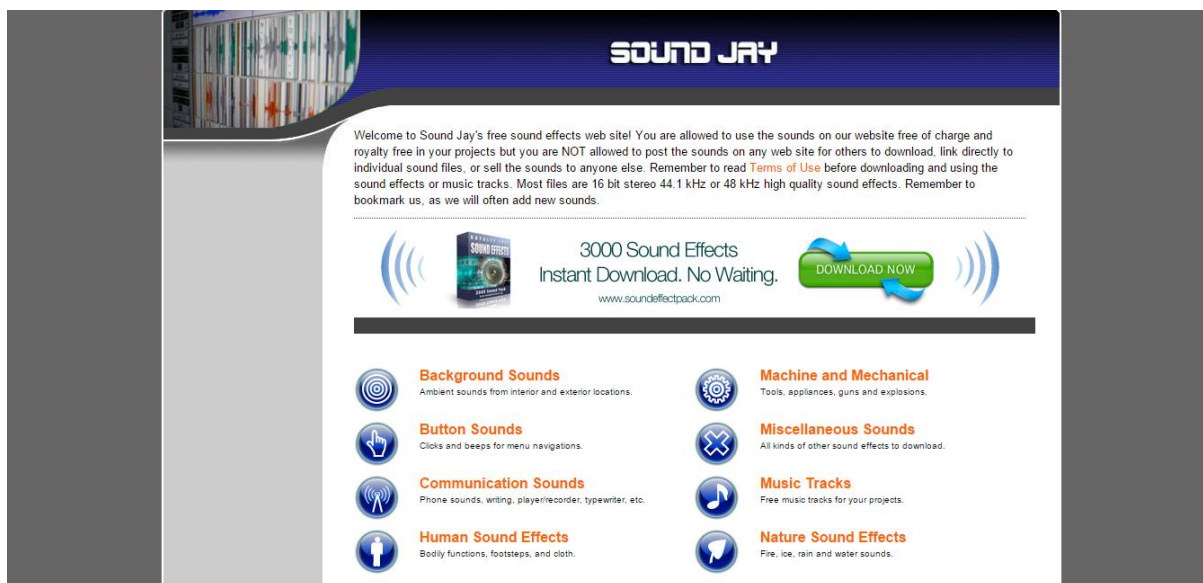 SOUND JAY
Welcome to Sound Jay's free sound effects web site! You are allowed to use the sounds on our website free of charge and
royalty free in your projects but you are NOT allowed to post the sounds on any web site for others to download, link directly to
individual sound files, or sell the sounds to anyone else. Remember to read Terms of Use before downloading and using the
sound effects or music tracks. Most files are 16 bit stereo 44.1 kHz or 48 kHz high quality sound effects. Remember to
bookmark us, as we will often add new sounds.
SOUND EFFECTS
3000 Sound Pack
3000 Sound Effects
Instant Download. No Waiting.
www.soundeffectpack.com
DOWNLOAD NOW
Background Sounds
Ambient sounds from interior and exterior locations.
Button Sounds
Clicks and beeps for menu navigations.
Communication Sounds
Phone sounds, writing, player/recorder, typewriter, etc.
Human Sound Effects
Bodily functions, footsteps, and cloth.
Machine and Mechanical
Tools, appliances, guns and explosions.
Miscellaneous Sounds
All kinds of other sound effects to download.
Music Tracks
Free music tracks for your projects.
Nature Sound Effects
Fire, ice, rain and water sounds.